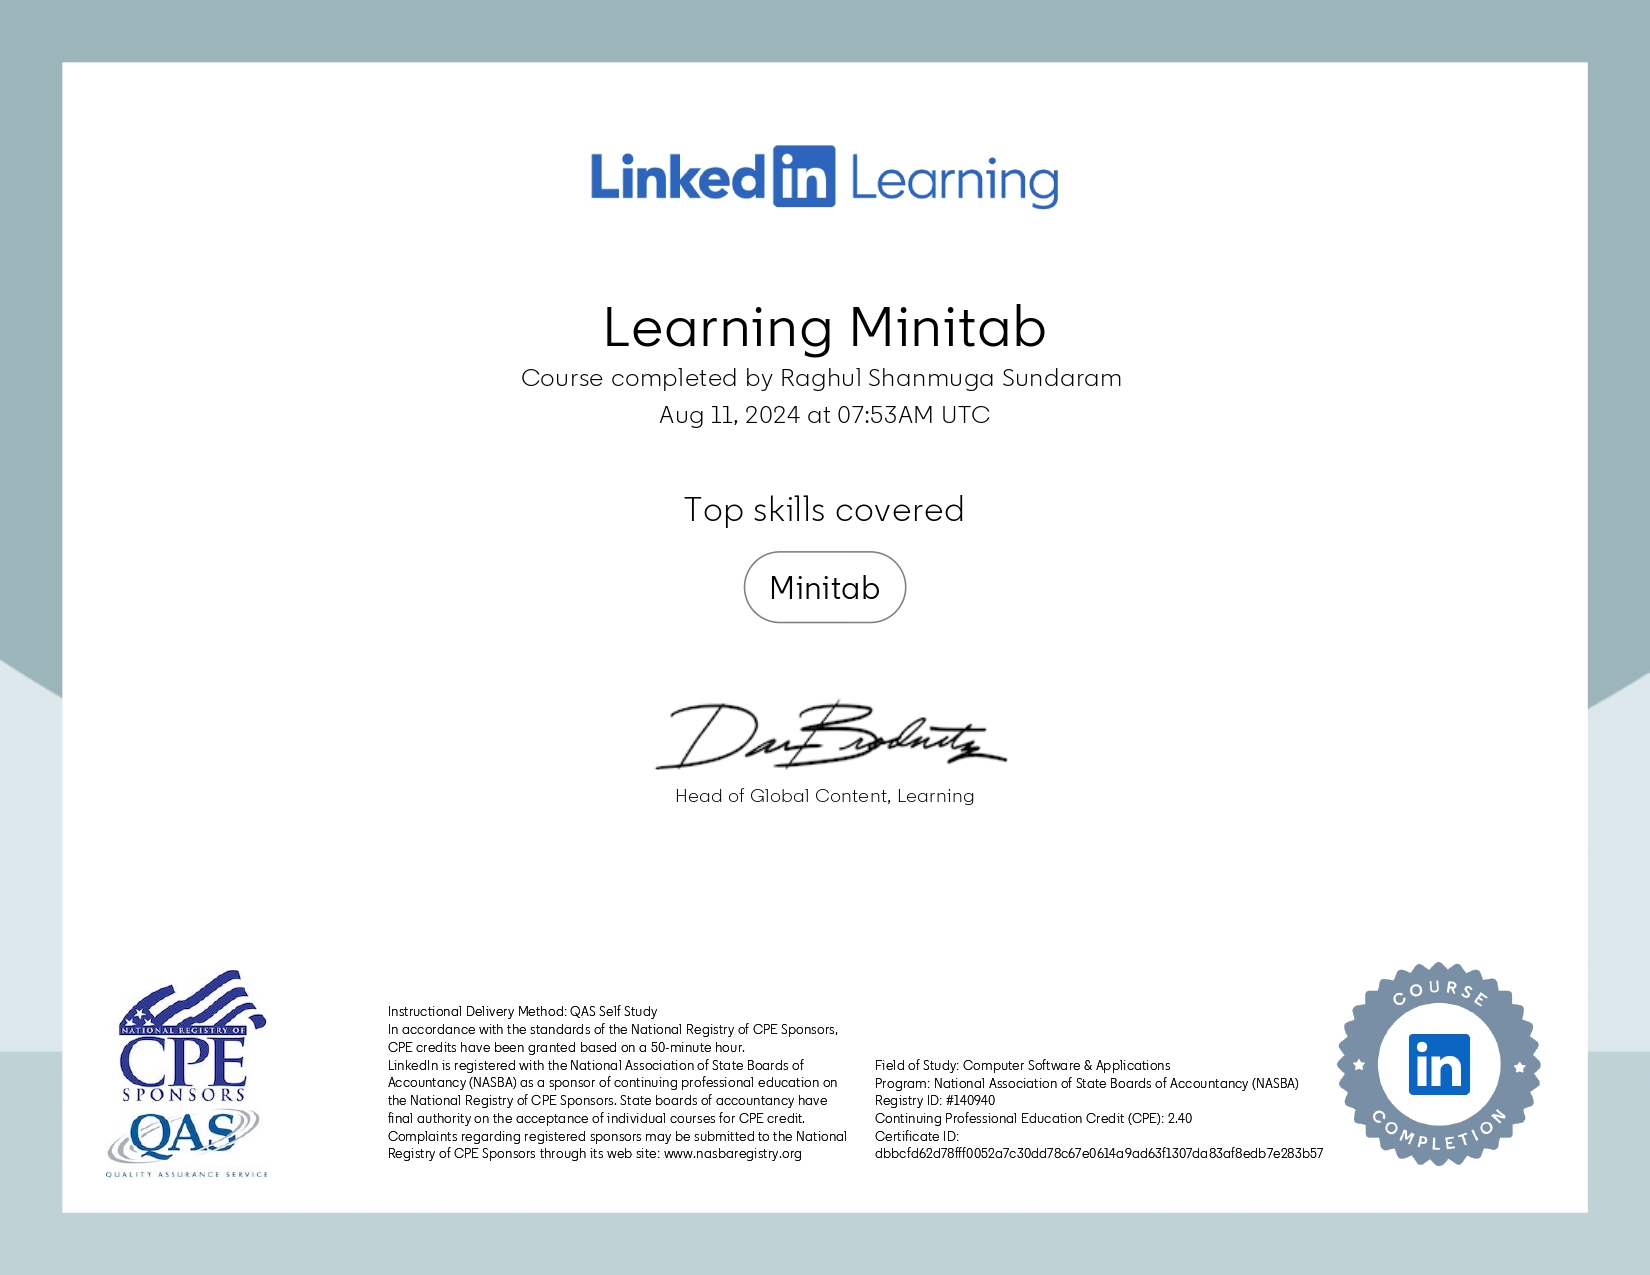 Linked in Learning
Learning Minitab
Course completed by Raghul Shanmuga Sundaram
Aug 11, 2024 at 07:53AM UTC
Top skills covered
Minitab
Dan Brodnitz
Head of Global Content, Learning
NATIONAL REGISTRY OF
CPE
SPONSORS
QAS
QUALITY ASSURANCE SERVICE
Instructional Delivery Method: QAS Self Study
In accordance with the standards of the National Registry of CPE Sponsors,
CPE credits have been granted based on a 50-minute hour.
LinkedIn is registered with the National Association of State Boards of
Accountancy (NASBA) as a sponsor of continuing professional education on
the National Registry of CPE Sponsors. State boards of accountancy have
final authority on the acceptance of individual courses for CPE credit.
Complaints regarding registered sponsors may be submitted to the National
Registry of CPE Sponsors through its web site: www.nasbaregistry.org
Field of Study: Computer Software & Applications
Program: National Association of State Boards of Accountancy (NASBA)
Registry ID: #140940
Continuing Professional Education Credit (CPE): 2.40
Certificate ID:
dbbcfd62d78fff0052a7c30dd78c67e0614a9ad63f1307da83af8edb7e283b57
COURSE
in
COMPLETION